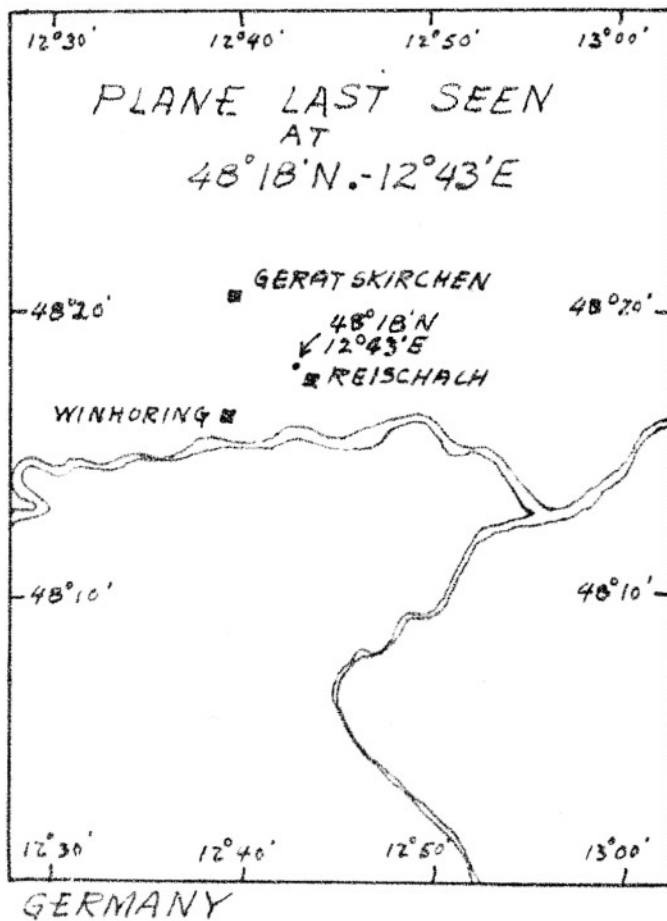 12°30' 12°40' 12°50' 13°00'
PLANE LAST SEEN
AT
48°18'N.-12°43'E
GERATSKIRCHEN
48°20' 48°20'
48°18'N
12°43'E
REISCHACH
WINHORING
48°10' 48°10'
12°30' 12°40' 12°50' 13°00'
GERMANY